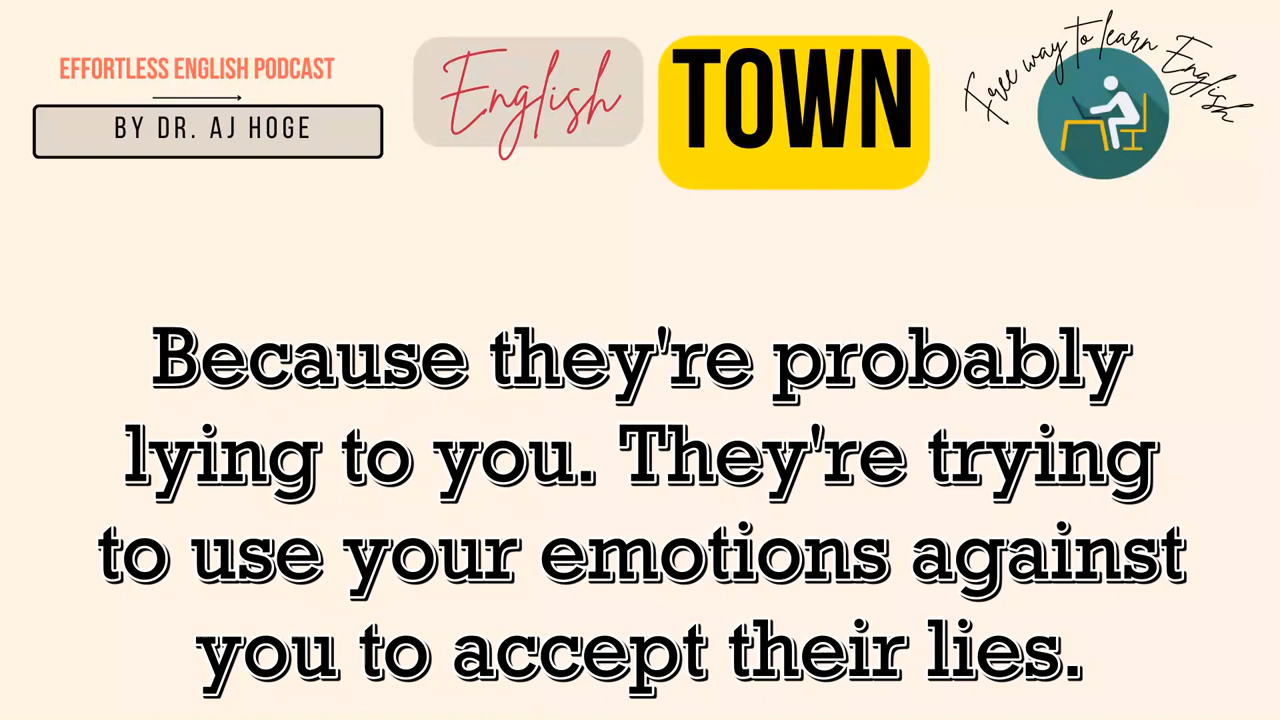 EFFORTLESS ENGLISH PODCAST
BY DR. AJ HOGE
English
TOWN
Free way to learn English
Because they're probably
lying to you. They're trying
to use your emotions against
you to accept their lies.